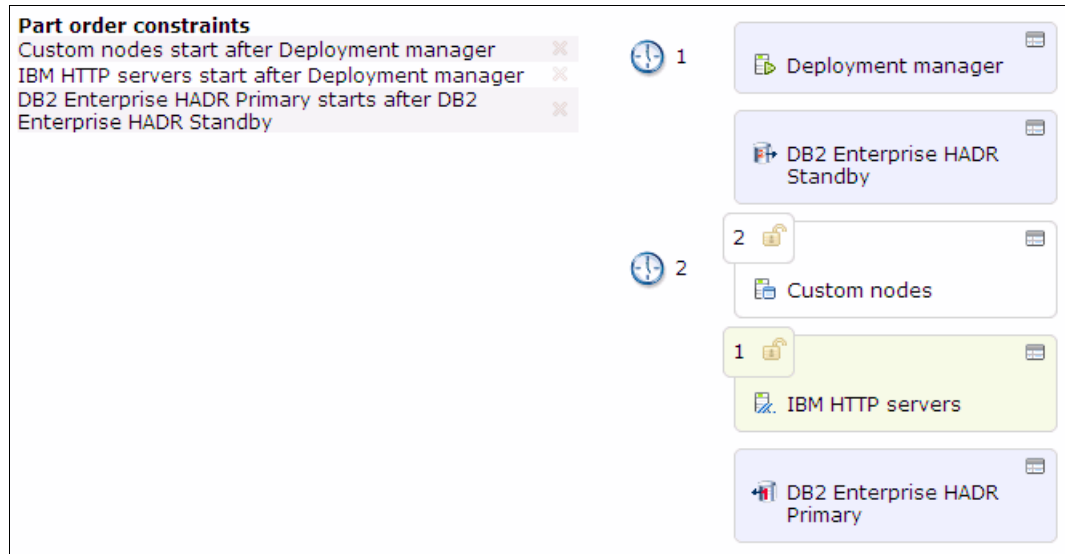 Part order constraints
Custom nodes start after Deployment manager
IBM HTTP servers start after Deployment manager
DB2 Enterprise HADR Primary starts after DB2
Enterprise HADR Standby
1
Deployment manager
DB2 Enterprise HADR
Standby
2
2
Custom nodes
1
IBM HTTP servers
DB2 Enterprise HADR
Primary